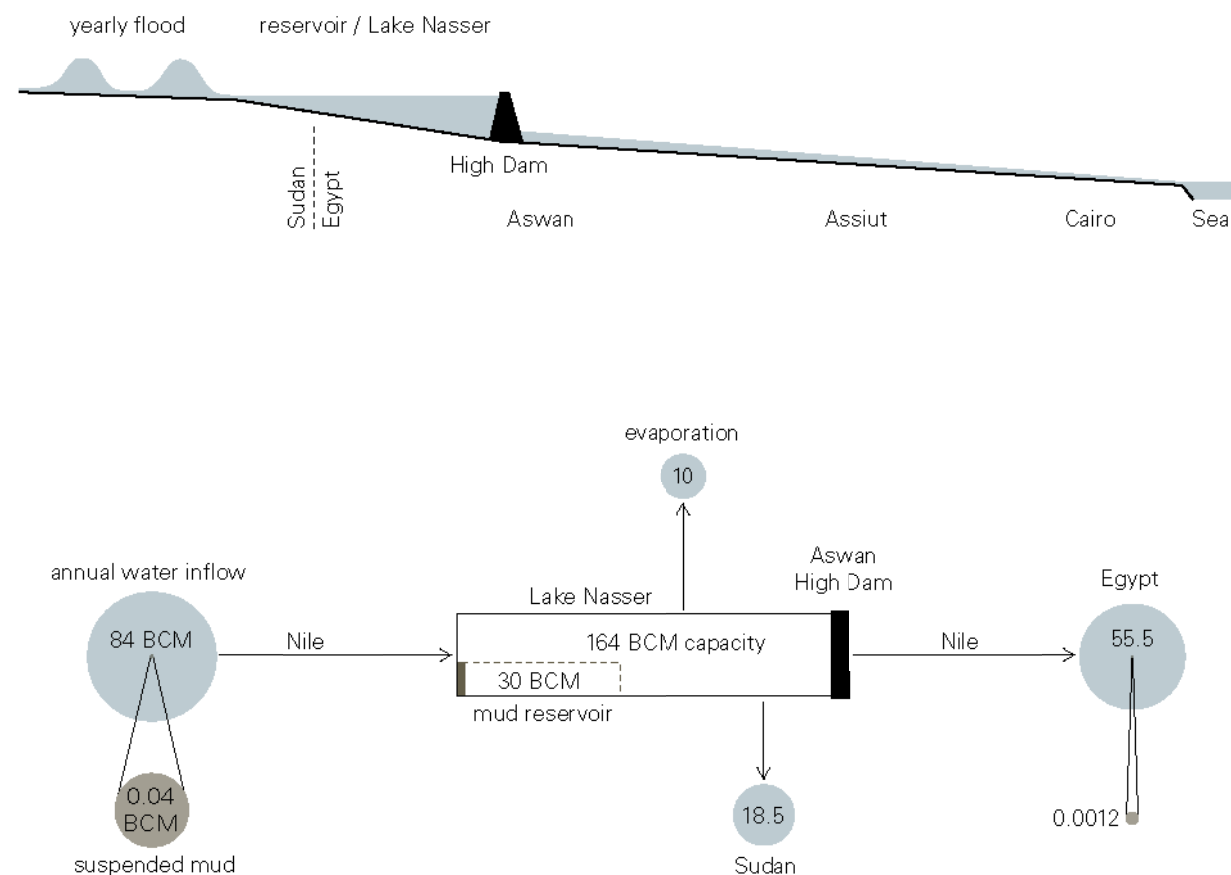 yearly flood
reservoir / Lake Nasser
Sudan
Egypt
High Dam
Aswan
Assiut
Cairo
Sea
evaporation
10
annual water inflow
84 BCM
Nile
Lake Nasser
164 BCM capacity
30 BCM
mud reservoir
Aswan
High Dam
Nile
Egypt
55.5
0.04
BCM
suspended mud
18.5
Sudan
0.0012